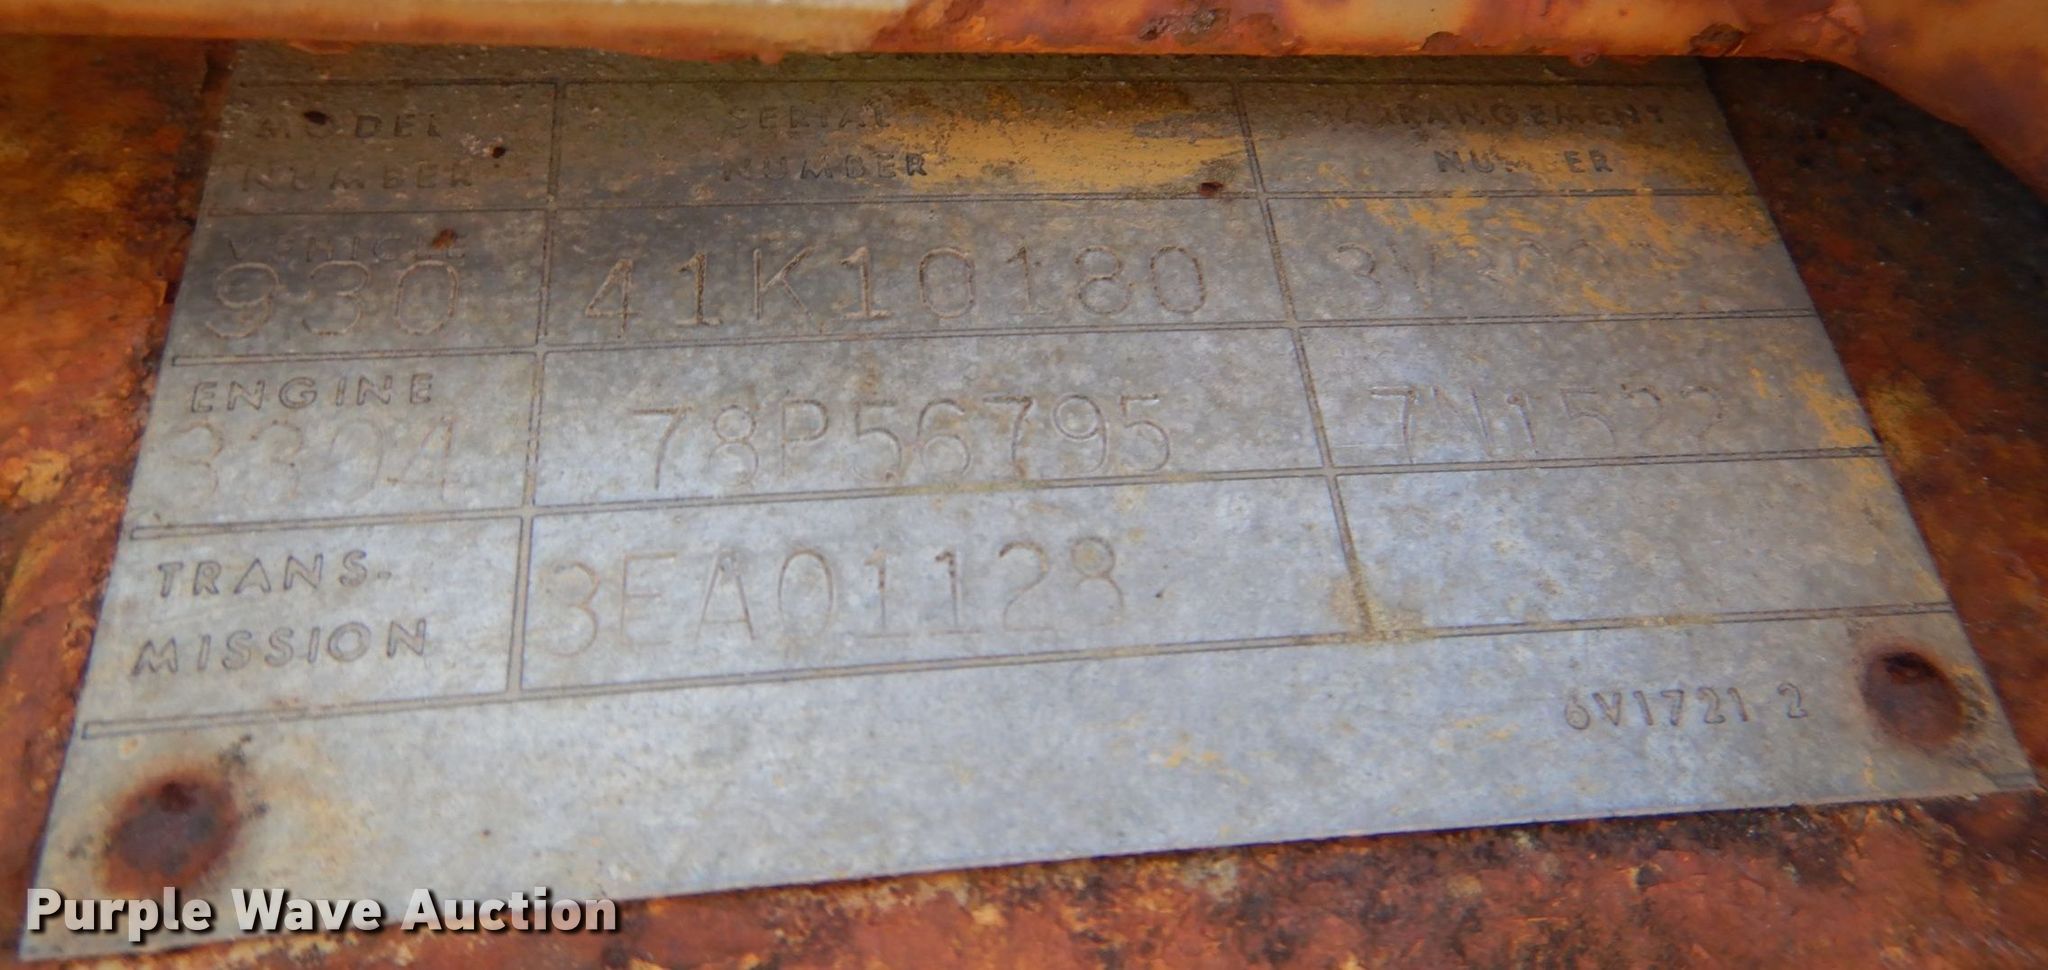 MODEL NUMBER SERIAL NUMBER ARRANGEMENT NUMBER
VEHICLE
930 41K10180
ENGINE
3304 78P56795 7N1522
TRANS-
MISSION 3EA01128
6V1721 2
Purple Wave Auction